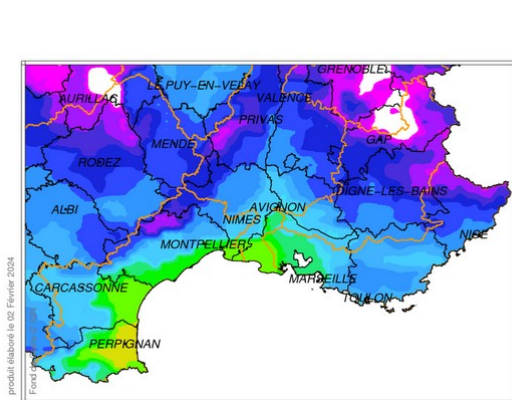 GRENOBLE
LE PUY-EN-VELAY
AURILLAC
VALENCE
PRIVAS
MENDE
GAP
RODEZ
DIGNE-LES-BAINS
ALBI
AVIGNON
NIMES
NICE
MONTPELLIER
MARSEILLE
CARCASSONNE
TOULON
PERPIGNAN
produit élaboré le 02 Février 2024
Fond